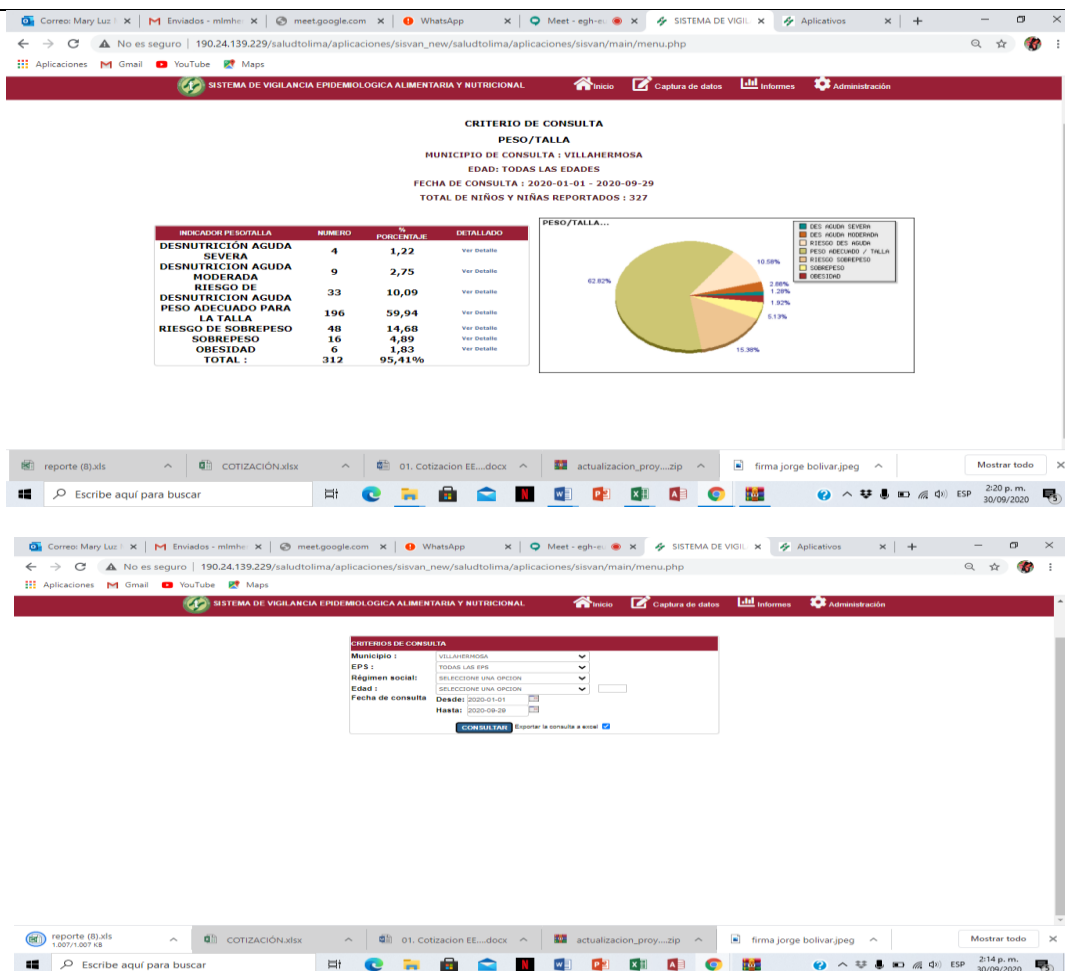 Correo: Mary Luz
Enviados - mlmhe
meet.google.com
WhatsApp
Meet - egh-eu
SISTEMA DE VIGIL
Aplicativos
No es seguro | 190.24.139.229/saludtolima/aplicaciones/sisvan_new/saludtolima/aplicaciones/sisvan/main/menu.php
Aplicaciones Gmail YouTube Maps
SISTEMA DE VIGILANCIA EPIDEMIOLOGICA ALIMENTARIA Y NUTRICIONAL Inicio Captura de datos Informes Administración
CRITERIO DE CONSULTA
PESO/TALLA
MUNICIPIO DE CONSULTA : VILLAHERMOSA
EDAD: TODAS LAS EDADES
FECHA DE CONSULTA : 2020-01-01 - 2020-09-29
TOTAL DE NIÑOS Y NIÑAS REPORTADOS : 327
INDICADOR PESO/TALLA NUMERO % PORCENTAJE DETALLADO
DESNUTRICIÓN AGUDA SEVERA 4 1,22 Ver Detalle
DESNUTRICION AGUDA MODERADA 9 2,75 Ver Detalle
RIESGO DE DESNUTRICION AGUDA 33 10,09 Ver Detalle
PESO ADECUADO PARA LA TALLA 196 59,94 Ver Detalle
RIESGO DE SOBREPESO 48 14,68 Ver Detalle
SOBREPESO 16 4,89 Ver Detalle
OBESIDAD 6 1,83 Ver Detalle
TOTAL : 312 95,41%
PESO/TALLA...
DES AGUDA SEVERA
DES AGUDA MODERADA
RIESGO DES AGUDA
PESO ADECUADO / TALLA
RIESGO SOBREPESO
SOBREPESO
OBESIDAD
10.58%
62.82%
2.88%
1.28%
1.92%
5.13%
15.38%
reporte (8).xls
COTIZACIÓN.xlsx
01. Cotizacion EE....docx
actualizacion_proy....zip
firma jorge bolivar.jpeg
Mostrar todo
Escribe aquí para buscar
ESP
2:20 p. m.
30/09/2020
Correo: Mary Luz
Enviados - mlmhe
meet.google.com
WhatsApp
Meet - egh-eu
SISTEMA DE VIGIL
Aplicativos
No es seguro | 190.24.139.229/saludtolima/aplicaciones/sisvan_new/saludtolima/aplicaciones/sisvan/main/menu.php
Aplicaciones Gmail YouTube Maps
SISTEMA DE VIGILANCIA EPIDEMIOLOGICA ALIMENTARIA Y NUTRICIONAL Inicio Captura de datos Informes Administración
CRITERIOS DE CONSULTA
Municipio : VILLAHERMOSA
EPS : TODAS LAS EPS
Régimen social: SELECCIONE UNA OPCION
Edad : SELECCIONE UNA OPCION
Fecha de consulta Desde: 2020-01-01
Hasta: 2020-09-28
CONSULTAR Exportar la consulta a excel
reporte (8).xls
1.007/1.007 KB
COTIZACIÓN.xlsx
01. Cotizacion EE....docx
actualizacion_proy....zip
firma jorge bolivar.jpeg
Mostrar todo
Escribe aquí para buscar
ESP
2:14 p. m.
30/09/2020